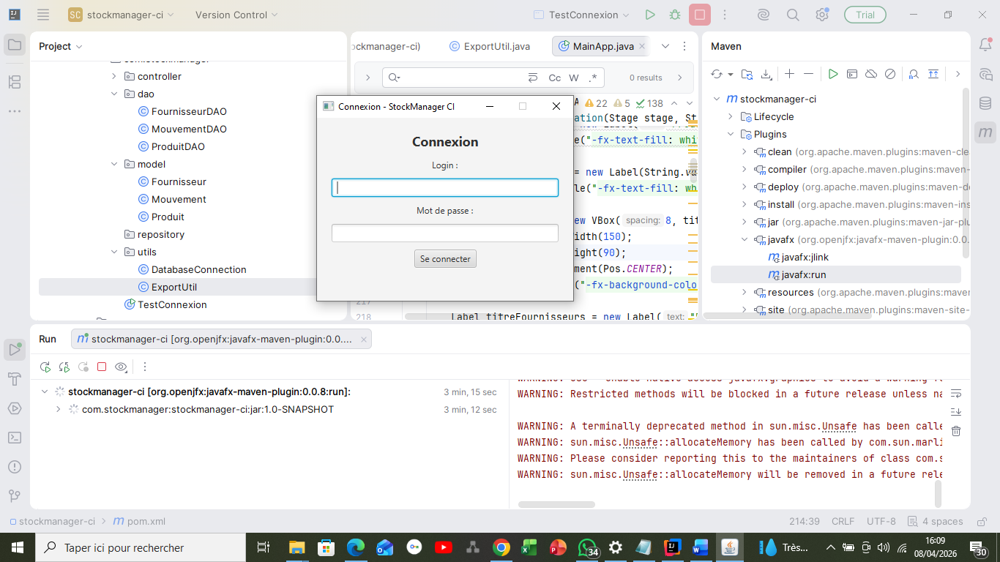 SC stockmanager-ci Version Control TestConnexion Trial
Project
ockmanager-ci) ExportUtil.java MainApp.java
Maven
controller
dao
FournisseurDAO
MouvementDAO
ProduitDAO
model
Fournisseur
Mouvement
Produit
repository
utils
DatabaseConnection
ExportUtil
TestConnexion
Cc W .* 0 results
22 5 138
ation(Stage stage, St
le("-fx-text-fill: whi
= new Label(String.va
le("-fx-text-fill: wh
new VBox( spacing: 8, tit
idth(150);
ight(90);
ment(Pos.CENTER);
("-fx-background-colo
217
218 Label titreFournisseurs = new Label( text: "
Connexion - StockManager CI
Connexion
Login :
Mot de passe :
Se connecter
stockmanager-ci
Lifecycle
Plugins
clean (org.apache.maven.plugins:maven-cle
compiler (org.apache.maven.plugins:maven-
deploy (org.apache.maven.plugins:maven-de
install (org.apache.maven.plugins:maven-ins
jar (org.apache.maven.plugins:maven-jar-plu
javafx (org.openjfx:javafx-maven-plugin:0.0.
javafx:jlink
javafx:run
resources (org.apache.maven.plugins:maven
site (org.apache.maven.plugins:maven-site-
Run stockmanager-ci [org.openjfx:javafx-maven-plugin:0.0....
stockmanager-ci [org.openjfx:javafx-maven-plugin:0.0.8:run]: 3 min, 15 sec
com.stockmanager:stockmanager-ci:jar:1.0-SNAPSHOT 3 min, 12 sec
WARNING: Restricted methods will be blocked in a future release unless na
WARNING: A terminally deprecated method in sun.misc.Unsafe has been calle
WARNING: sun.misc.Unsafe::allocateMemory has been called by com.sun.marli
WARNING: Please consider reporting this to the maintainers of class com.s
WARNING: sun.misc.Unsafe::allocateMemory will be removed in a future rele
stockmanager-ci > pom.xml 214:39 CRLF UTF-8 4 spaces
Taper ici pour rechercher 34 Très... 16:09
08/04/2026 30